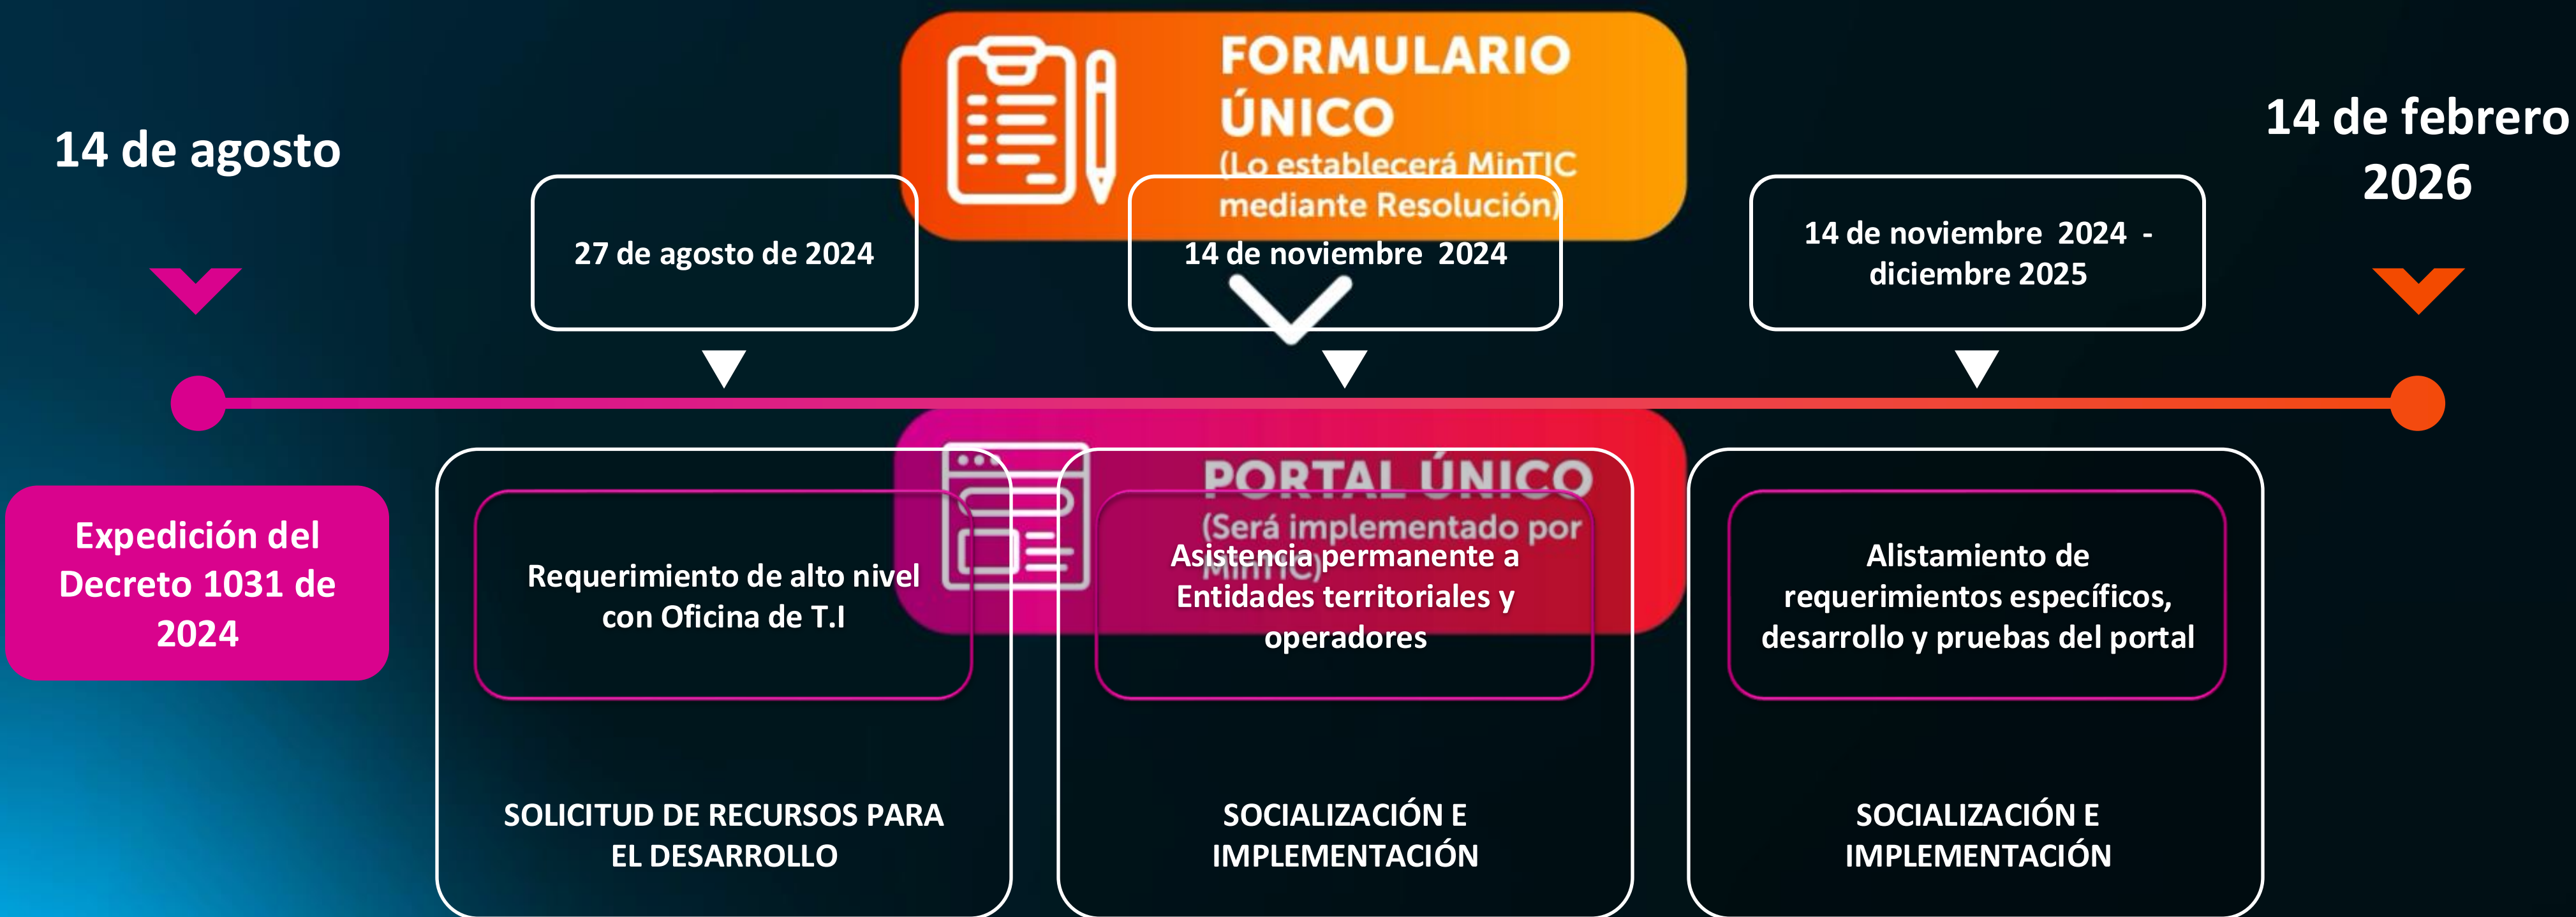 FORMULARIO
ÚNICO
(Lo establecerá MinTIC
mediante Resolución)
14 de agosto
14 de febrero
2026
27 de agosto de 2024
14 de noviembre  2024
14 de noviembre  2024  -
diciembre 2025
PORTAL ÚNICO
(Será implementado por
MinTIC)
Expedición del
Decreto 1031 de
2024
Requerimiento de alto nivel
con Oficina de T.I
Asistencia permanente a
Entidades territoriales y
operadores
Alistamiento de
requerimientos específicos,
desarrollo y pruebas del portal
SOLICITUD DE RECURSOS PARA
EL DESARROLLO
SOCIALIZACIÓN E
IMPLEMENTACIÓN
SOCIALIZACIÓN E
IMPLEMENTACIÓN